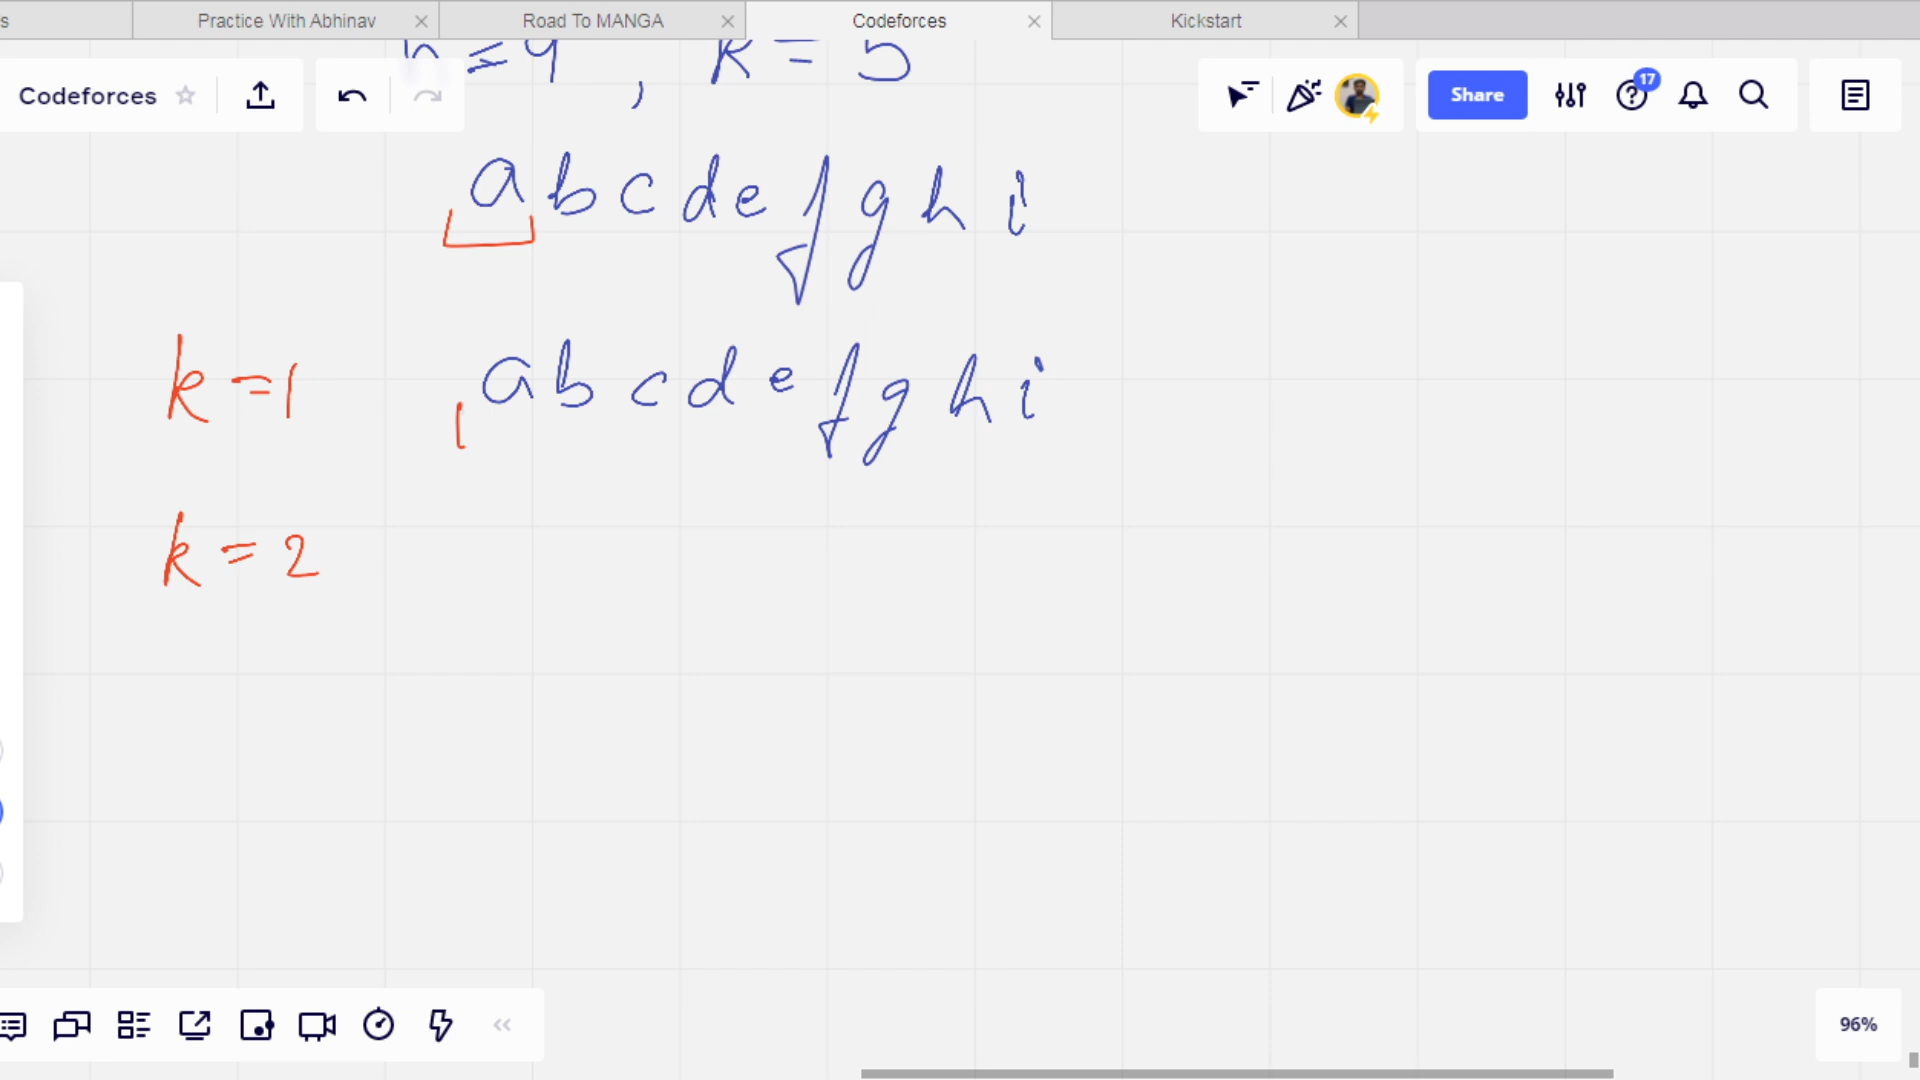 s Practice With Abhinav Road To MANGA Codeforces Kickstart
k = 5
Codeforces Share 17
a b c d e f g h i
k = 1 a b c d e f g h i
k = 2
96%